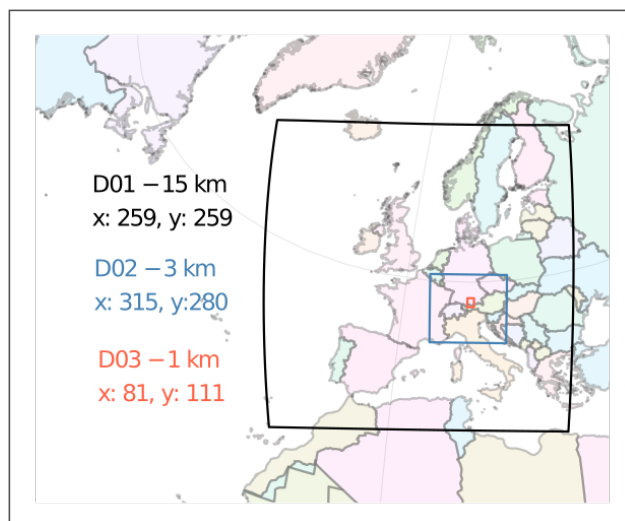 D01 − 15 km
x: 259, y: 259
D02 − 3 km
x: 315, y:280
D03 − 1 km
x: 81, y: 111